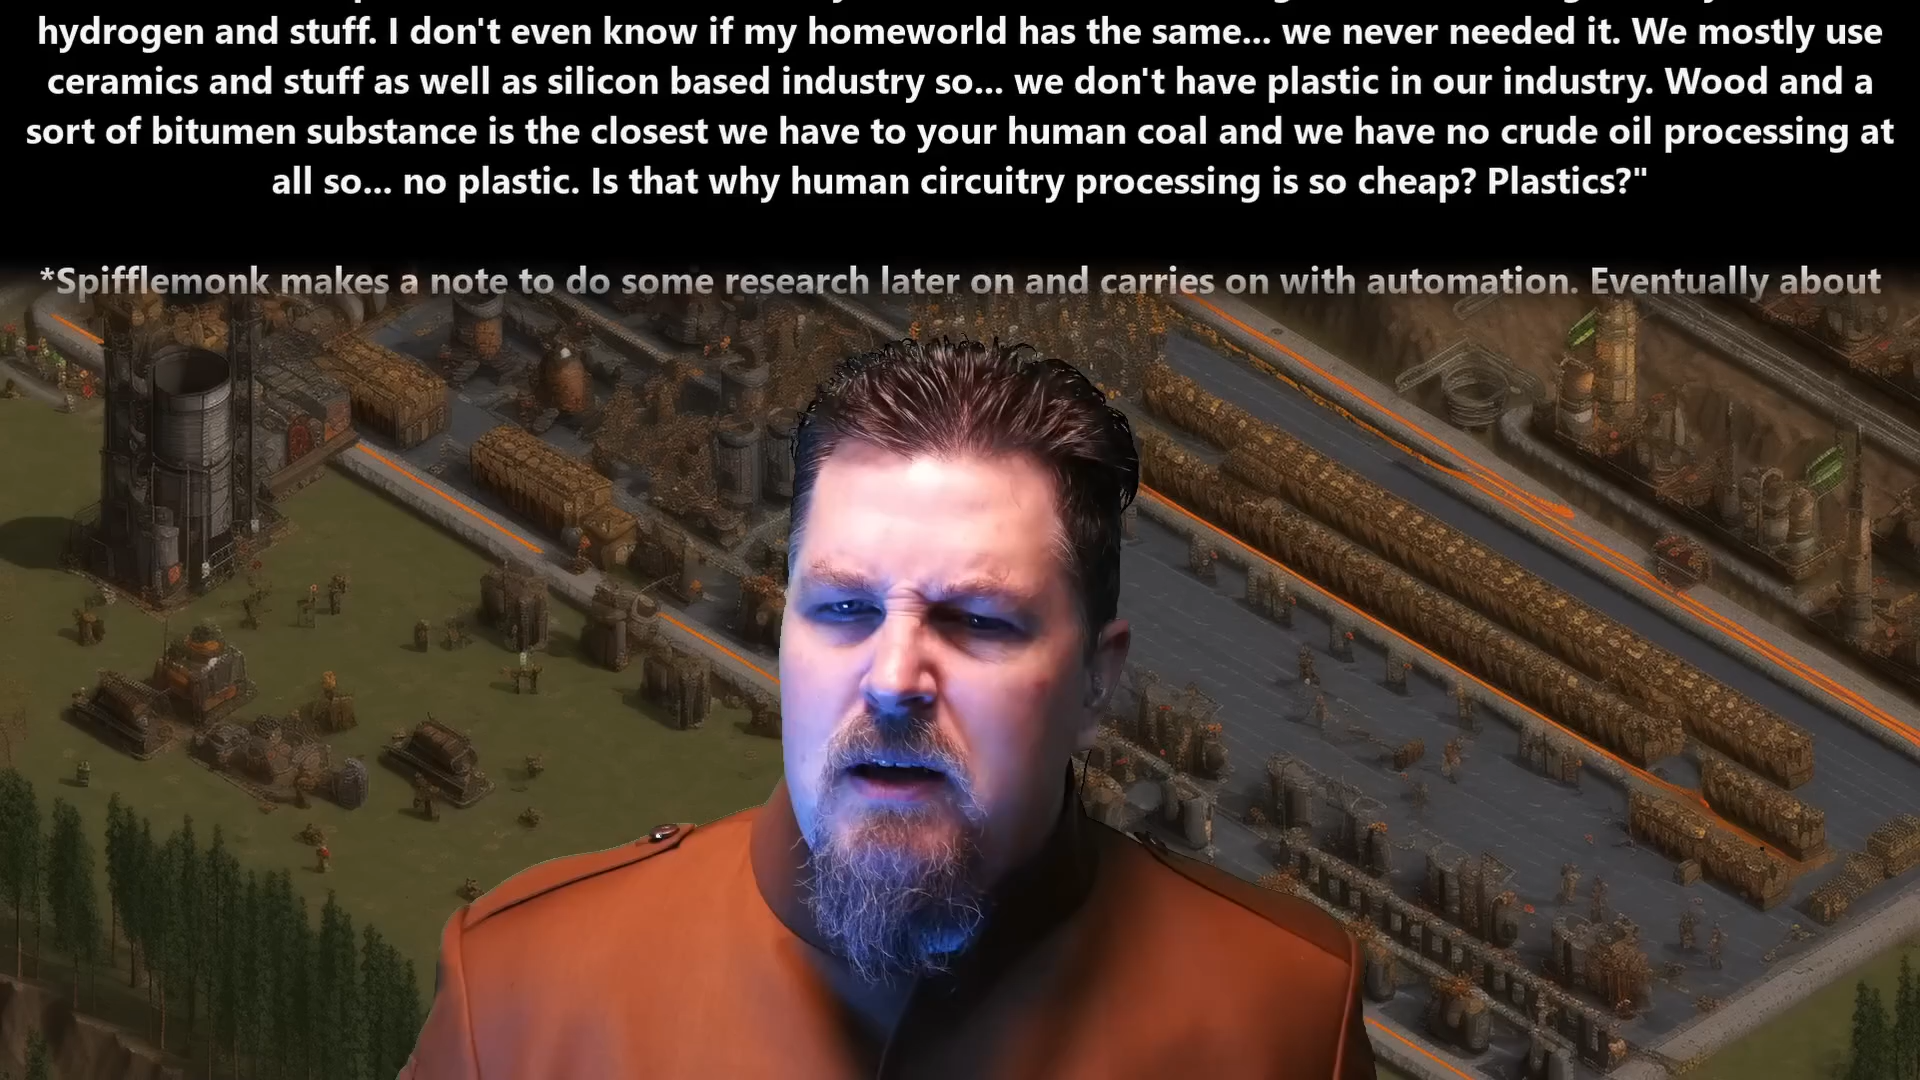 hydrogen and stuff. I don't even know if my homeworld has the same... we never needed it. We mostly use
ceramics and stuff as well as silicon based industry so... we don't have plastic in our industry. Wood and a
sort of bitumen substance is the closest we have to your human coal and we have no crude oil processing at
all so... no plastic. Is that why human circuitry processing is so cheap? Plastics?"
*Spifflemonk makes a note to do some research later on and carries on with automation. Eventually about